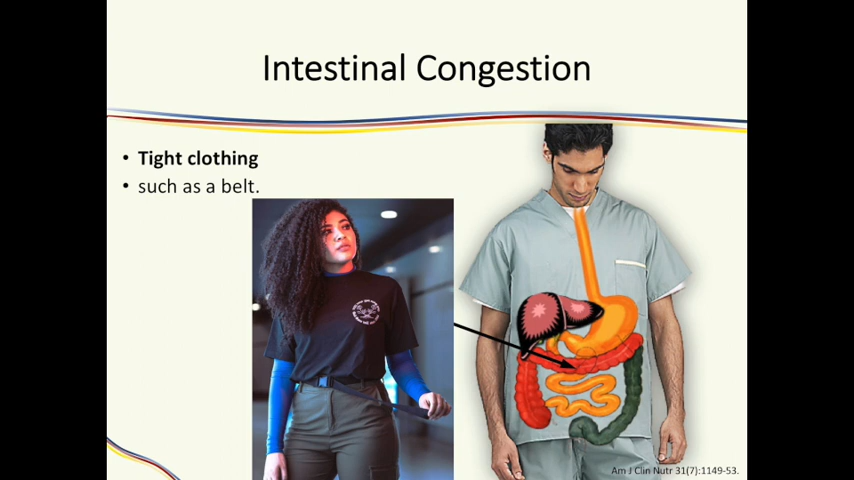 Intestinal Congestion
• Tight clothing
• such as a belt.
Am J Clin Nutr 31(7):1149-53.